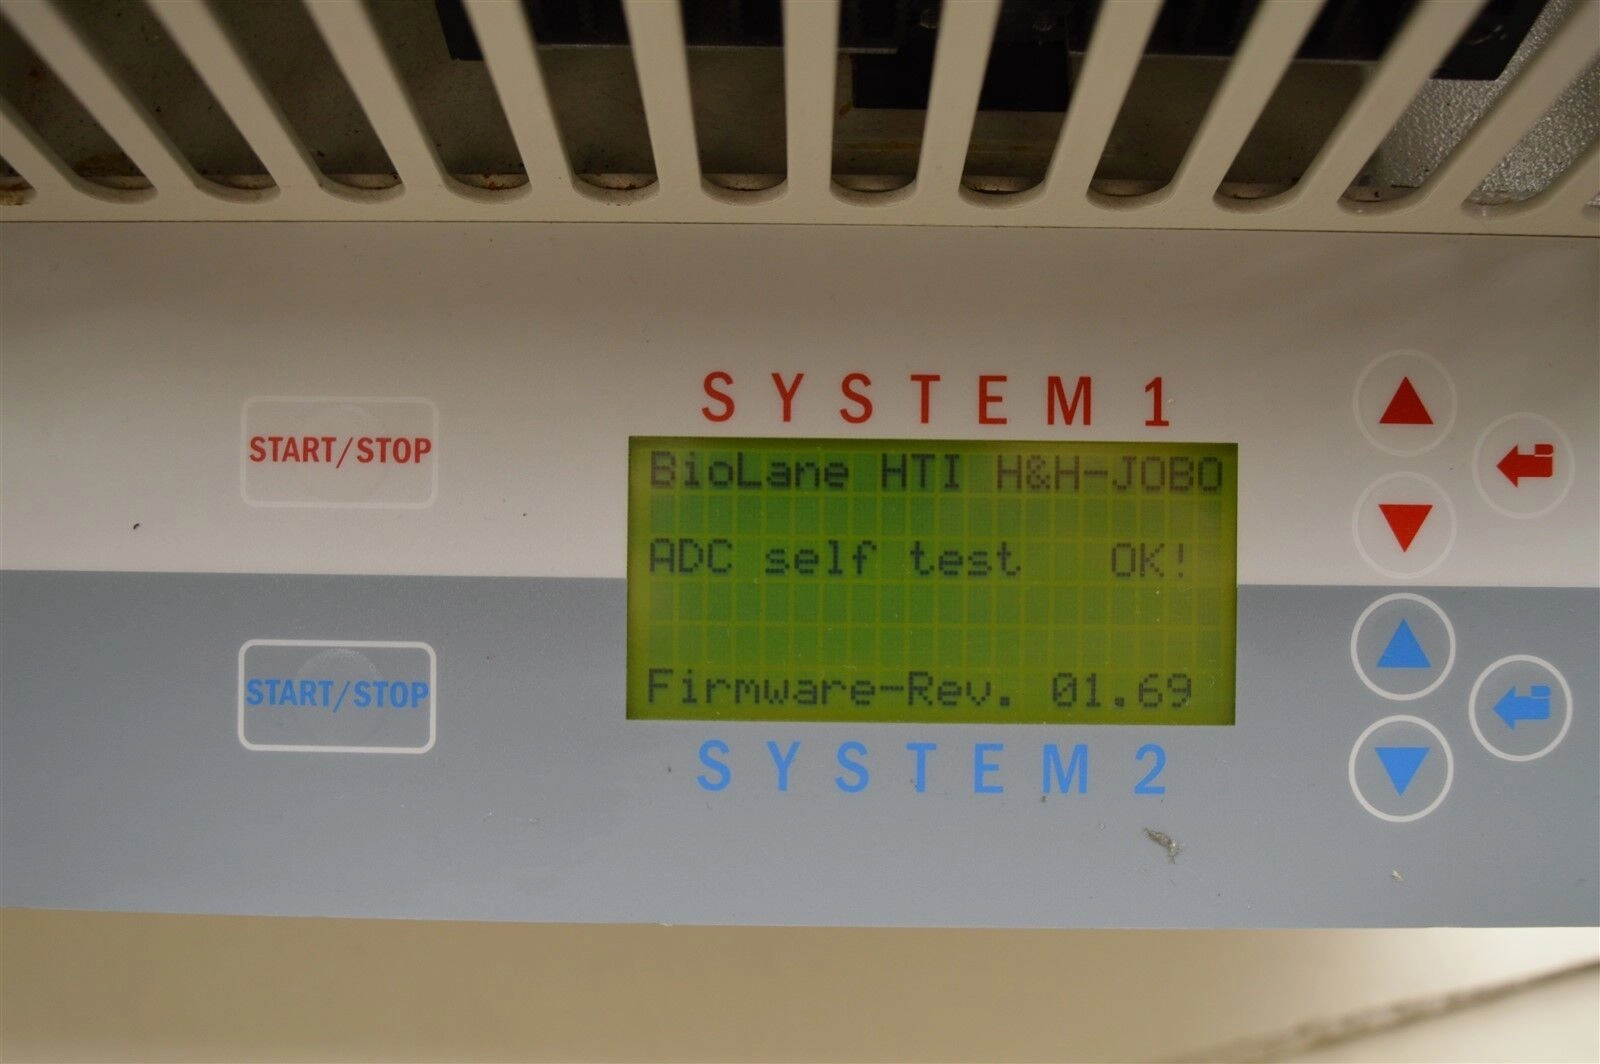 SYSTEM 1
START/STOP
BioLane HTI H&H-JOBO
ADC self test OK!
Firmware-Rev. 01.69
START/STOP
SYSTEM 2